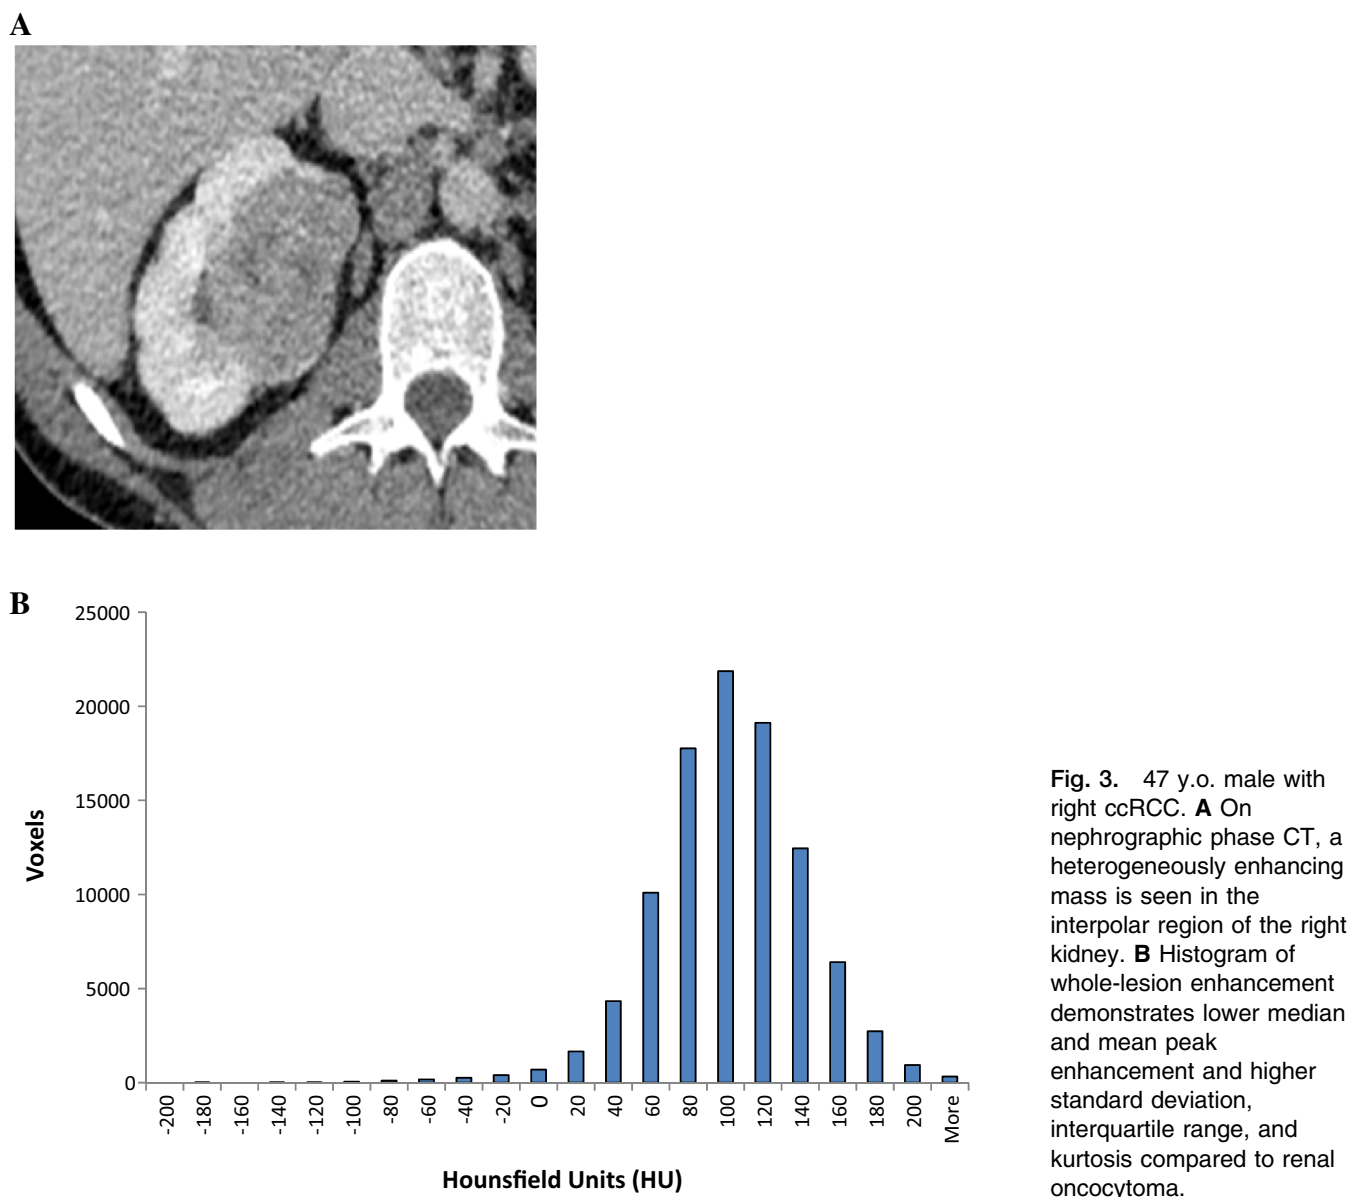 A
B
25000
20000
15000
10000
5000
0
Voxels
-200
-180
-160
-140
-120
-100
-80
-60
-40
-20
0
20
40
60
80
100
120
140
160
180
200
More
Hounsfield Units (HU)
Fig. 3. 47 y.o. male with
right ccRCC. A On
nephrographic phase CT, a
heterogeneously enhancing
mass is seen in the
interpolar region of the right
kidney. B Histogram of
whole-lesion enhancement
demonstrates lower median
and mean peak
enhancement and higher
standard deviation,
interquartile range, and
kurtosis compared to renal
oncocytoma.